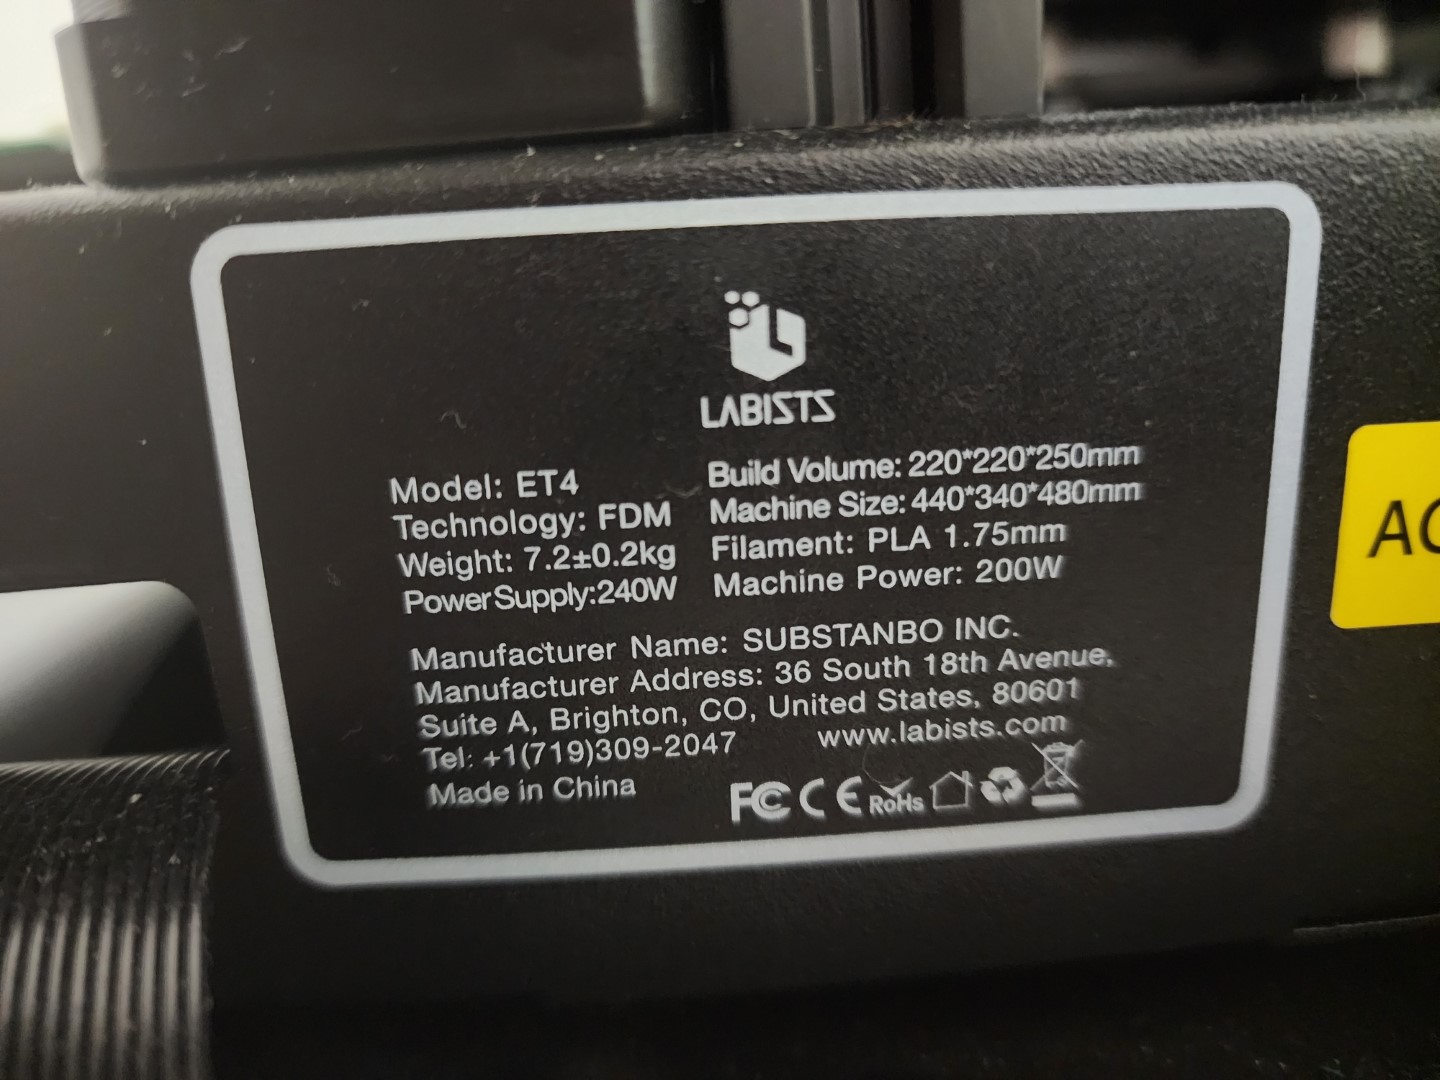 LABISTS
Model: ET4
Technology: FDM
Weight: 7.2±0.2kg
Power Supply:240W
Build Volume: 220*220*250mm
Machine Size: 440*340*480mm
Filament: PLA 1.75mm
Machine Power: 200W
Manufacturer Name: SUBSTANBO INC.
Manufacturer Address: 36 South 18th Avenue,
Suite A, Brighton, CO, United States, 80601
Tel: +1(719)309-2047 www.labists.com
Made in China
FC CE RoHs